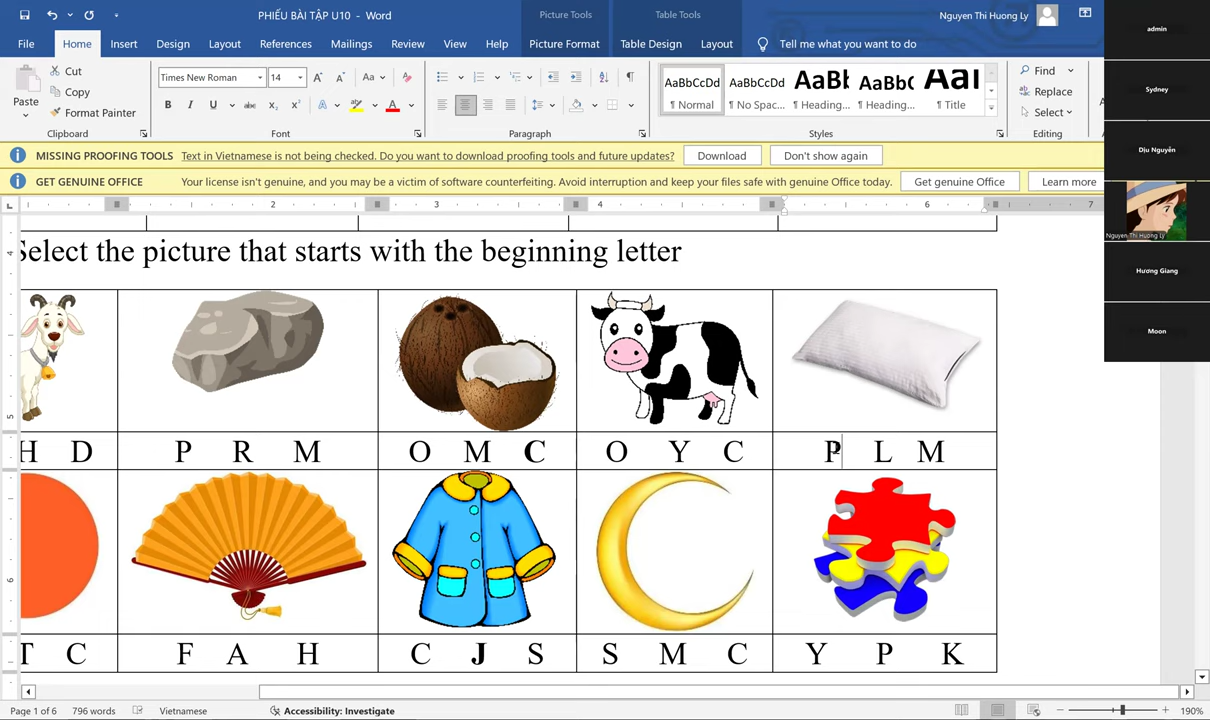 PHIẾU BÀI TẬP U10 - Word
Picture Tools
Table Tools
Nguyen Thi Huong Ly
File Home Insert Design Layout References Mailings Review View Help Picture Format Table Design Layout Tell me what you want to do
Paste
Cut
Copy
Format Painter
Clipboard
Times New Roman 14
Font
Paragraph
AaBbCcDd
¶ Normal
AaBbCcDd
¶ No Spac...
Heading...
Heading...
¶ Title
Styles
Find
Replace
Select
Editing
MISSING PROOFING TOOLS Text in Vietnamese is not being checked. Do you want to download proofing tools and future updates? Download Don't show again
GET GENUINE OFFICE Your license isn't genuine, and you may be a victim of software counterfeiting. Avoid interruption and keep your files safe with genuine Office today. Get genuine Office Learn more
2 3 4 6 7
Select the picture that starts with the beginning letter
H D
P R M
O M C
O Y C
P L M
T C
F A H
C J S
S M C
Y P K
Page 1 of 6 796 words Vietnamese Accessibility: Investigate 190%
admin
Sydney
Dịu Nguyễn
Nguyen Thi Huong Ly
Hương Giang
Moon